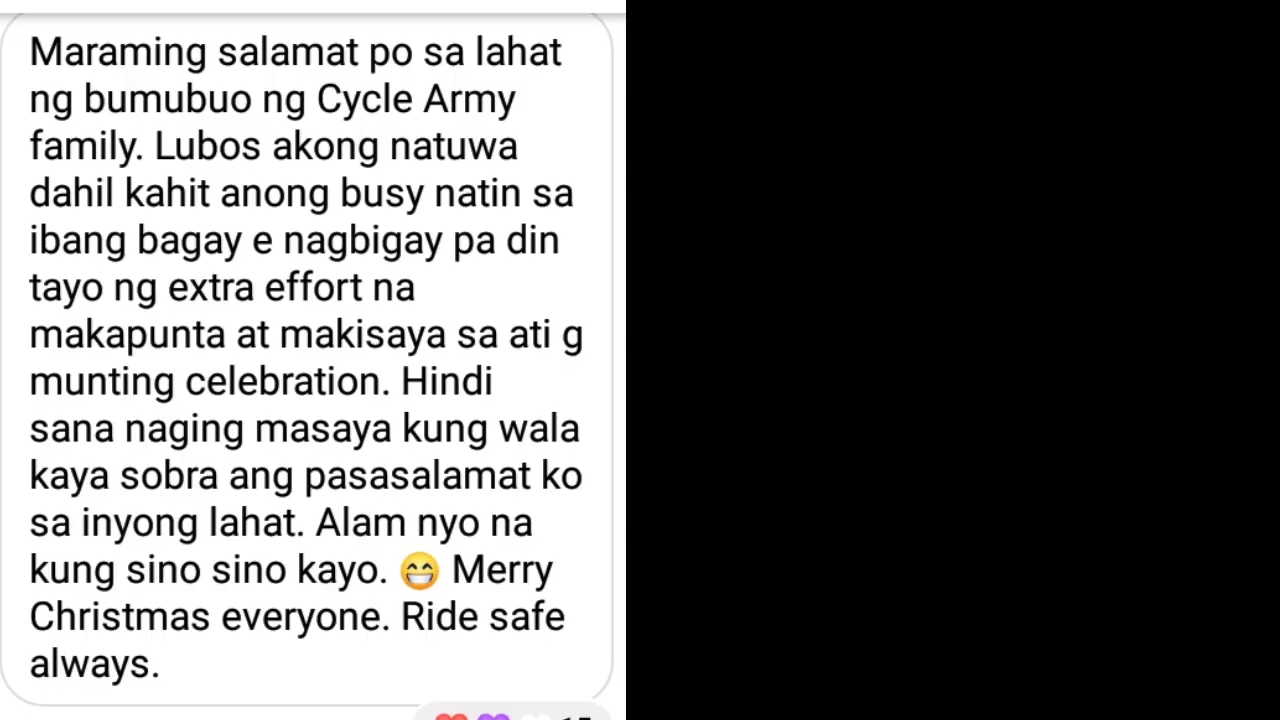 Maraming salamat po sa lahat
ng bumubuo ng Cycle Army
family. Lubos akong natuwa
dahil kahit anong busy natin sa
ibang bagay e nagbigay pa din
tayo ng extra effort na
makapunta at makisaya sa ati g
munting celebration. Hindi
sana naging masaya kung wala
kaya sobra ang pasasalamat ko
sa inyong lahat. Alam nyo na
kung sino sino kayo. 😁 Merry
Christmas everyone. Ride safe
always.